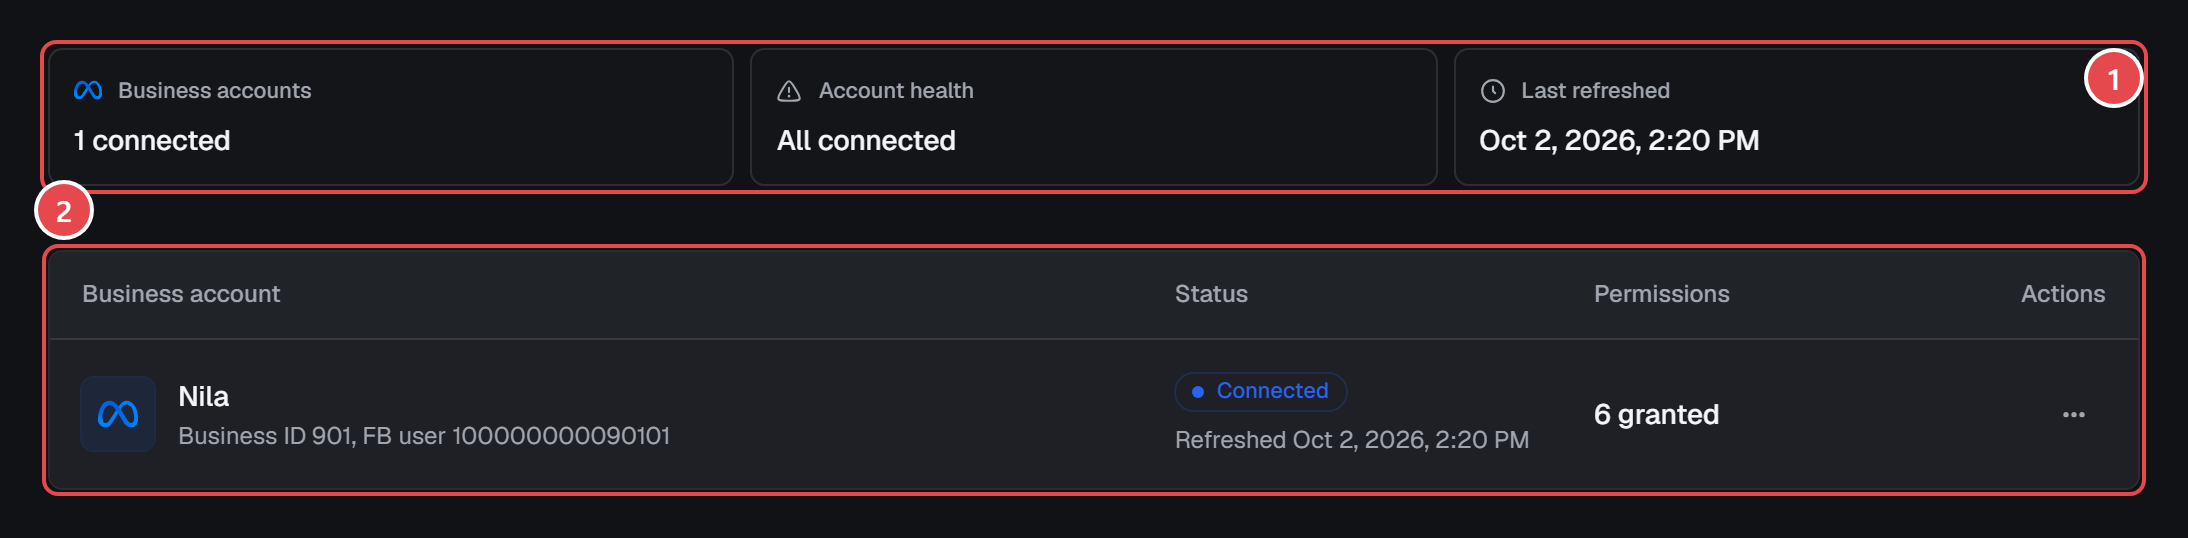 Business accounts
1 connected
Account health
All connected
Last refreshed
Oct 2, 2026, 2:20 PM
1
2
Business account
Status
Permissions
Actions
Nila
Business ID 901, FB user 100000000090101
Connected
Refreshed Oct 2, 2026, 2:20 PM
6 granted